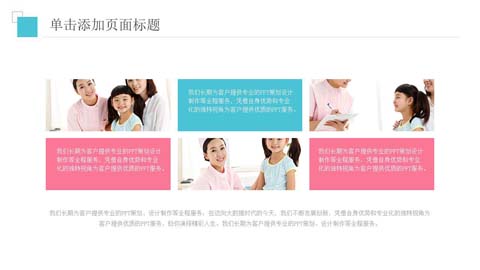 单击添加页面标题
我们长期为客户提供专业的PPT策划设计
制作等全程服务。凭借自身优势和专业
化的独特视角为客户提供优质的PPT服务。
我们长期为客户提供专业的PPT策划设计
制作等全程服务。凭借自身优势和专业
化的独特视角为客户提供优质的PPT服务。
我们长期为客户提供专业的PPT策划设计
制作等全程服务。凭借自身优势和专业
化的独特视角为客户提供优质的PPT服务。
我们长期为客户提供专业的PPT策划，设计制作等全程服务。在迈向大数据时代的今天，我们不断发展创新，凭借自身优势和专业化的独特视角为
客户提供优质的PPT服务，助你演绎精彩人生。我们长期为客户提供专业的PPT策划，设计制作等全程服务。